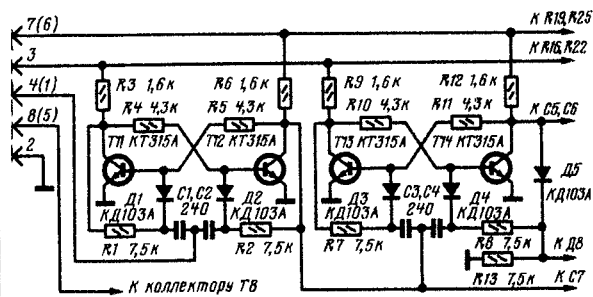 7(6)
К R19,R25
3
К R16,R22
4(1)
R3 1,6к
R6 1,6к
R9 1,6к
R12 1,6к
8(5)
R4 4,3к
R5 4,3к
R10 4,3к
R11 4,3к
К С5,С6
2
Т11 КТ315А
Т12 КТ315А
Т13 КТ315А
Т14 КТ315А
Д5
КД103А
Д1
КД103А
С1,С2
240
Д2
КД103А
Д3
КД103А
С3,С4
240
Д4
КД103А
R1 7,5к
R2 7,5к
R7 7,5к
R8 7,5к
К Д8
R13 7,5к
К С7
К коллектору Т8